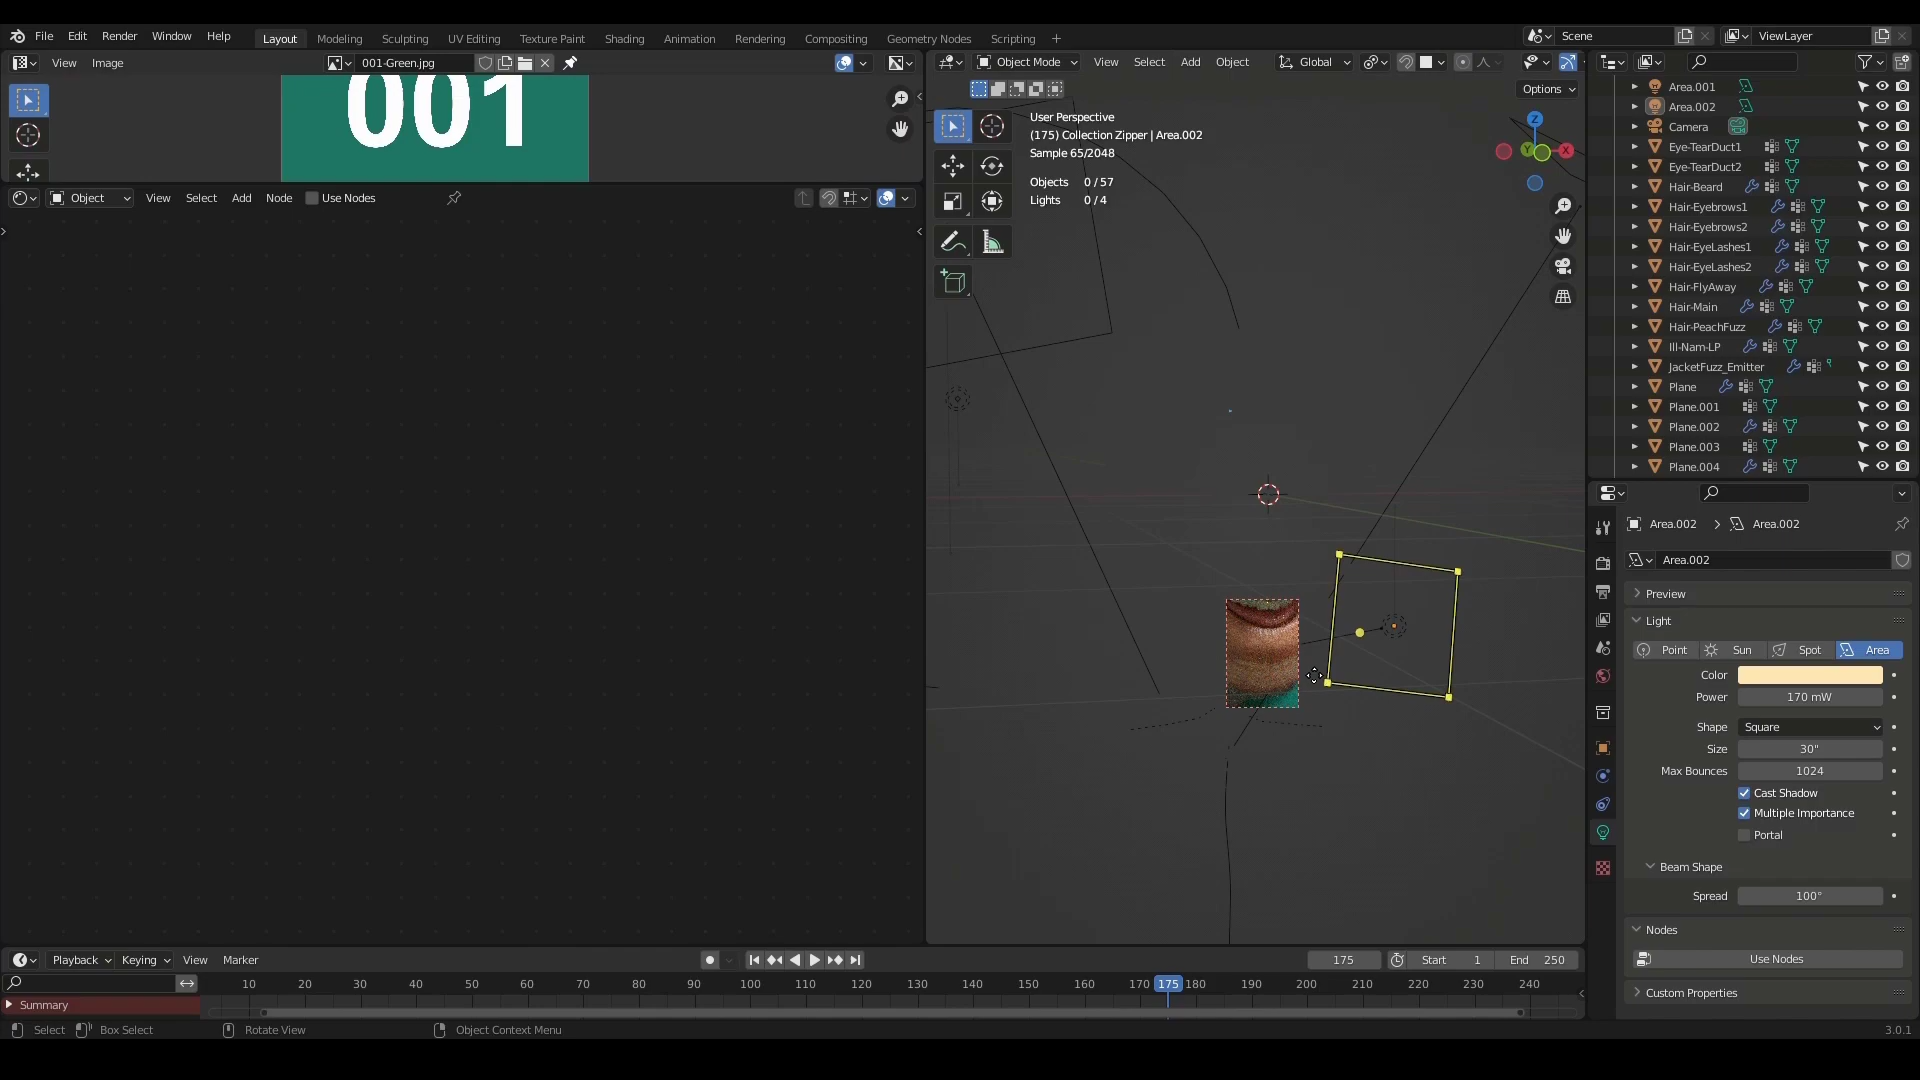 File Edit Render Window Help Layout Modeling Sculpting UV Editing Texture Paint Shading Animation Rendering Compositing Geometry Nodes Scripting + Scene ViewLayer
View Image 001-Green.jpg
001
Object View Select Add Node Use Nodes
Object Mode View Select Add Object Global
Options
User Perspective
(175) Collection Zipper | Area.002
Sample 65/2048
Objects 0 / 57
Lights 0 / 4
Z
Y
X
Area.001
Area.002
Camera
Eye-TearDuct1
Eye-TearDuct2
Hair-Beard
Hair-Eyebrows1
Hair-Eyebrows2
Hair-EyeLashes1
Hair-EyeLashes2
Hair-FlyAway
Hair-Main
Hair-PeachFuzz
Ill-Nam-LP
JacketFuzz_Emitter
Plane
Plane.001
Plane.002
Plane.003
Plane.004
Area.002 > Area.002
Area.002
Preview
Light
Point Sun Spot Area
Color
Power 170 mW
Shape Square
Size 30"
Max Bounces 1024
Cast Shadow
Multiple Importance
Portal
Beam Shape
Spread 100°
Nodes
Use Nodes
Custom Properties
Playback Keying View Marker 175 Start 1 End 250
10 20 30 40 50 60 70 80 90 100 110 120 130 140 150 160 170 175 180 190 200 210 220 230 240
Summary
Select Box Select Rotate View Object Context Menu 3.0.1